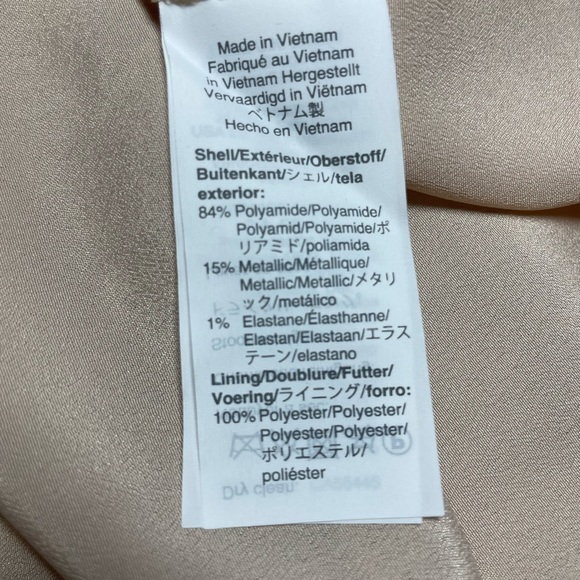 Made in Vietnam
Fabriqué au Vietnam
in Vietnam Hergestellt
Vervaardigd in Viëtnam
ベトナム製
Hecho en Vietnam
Shell/Extérieur/Oberstoff/
Buitenkant/シェル/tela
exterior:
84% Polyamide/Polyamide/
Polyamid/Polyamide/ポ
リアミド/poliamida
15% Metallic/Métallique/
Metallic/Metallic/メタリ
ック/metálico
1% Elastane/Élasthanne/
Elastan/Elastaan/エラス
テーン/elastano
Lining/Doublure/Futter/
Voering/ライニング/forro:
100% Polyester/Polyester/
Polyester/Polyester/
ポリエステル/
poliéster
Dry clean.